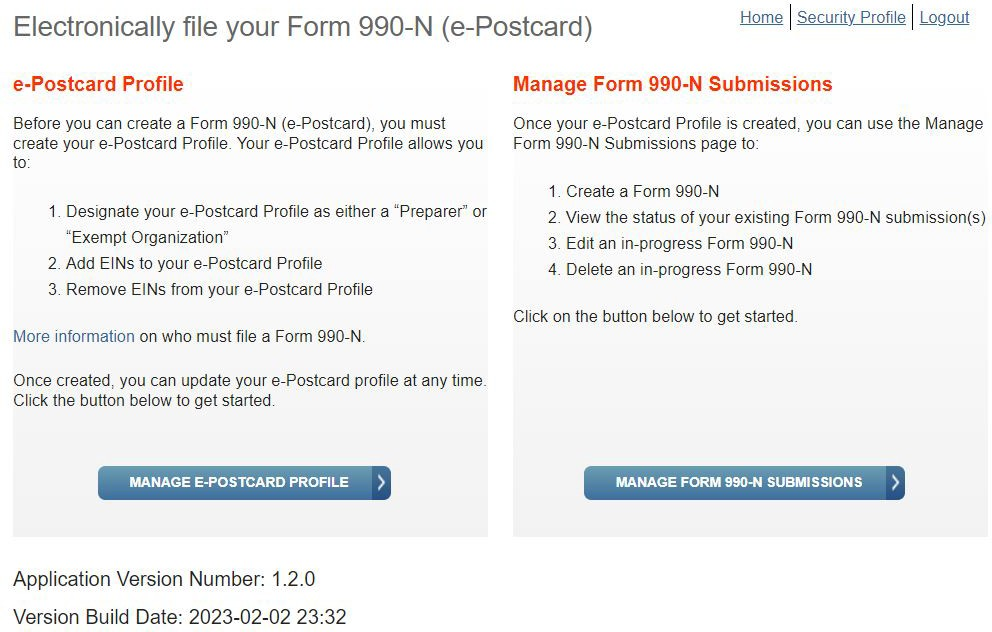 Electronically file your Form 990-N (e-Postcard)
Home
Security Profile
Logout
e-Postcard Profile
Before you can create a Form 990-N (e-Postcard), you must
create your e-Postcard Profile. Your e-Postcard Profile allows you
to:
1. Designate your e-Postcard Profile as either a “Preparer” or
“Exempt Organization”
2. Add EINs to your e-Postcard Profile
3. Remove EINs from your e-Postcard Profile
More information on who must file a Form 990-N.
Once created, you can update your e-Postcard profile at any time.
Click the button below to get started.
MANAGE E-POSTCARD PROFILE
Manage Form 990-N Submissions
Once your e-Postcard Profile is created, you can use the Manage
Form 990-N Submissions page to:
1. Create a Form 990-N
2. View the status of your existing Form 990-N submission(s)
3. Edit an in-progress Form 990-N
4. Delete an in-progress Form 990-N
Click on the button below to get started.
MANAGE FORM 990-N SUBMISSIONS
Application Version Number: 1.2.0
Version Build Date: 2023-02-02 23:32